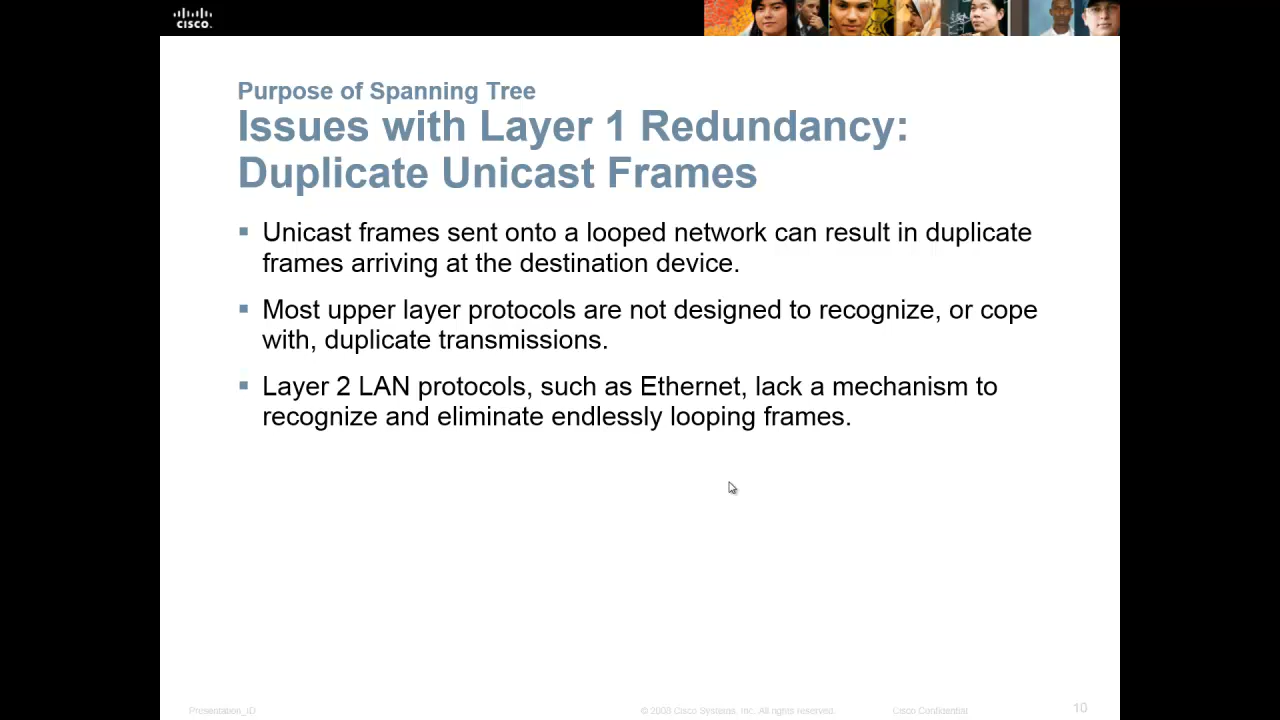 CISCO.
Purpose of Spanning Tree
Issues with Layer 1 Redundancy:
Duplicate Unicast Frames
Unicast frames sent onto a looped network can result in duplicate
frames arriving at the destination device.
Most upper layer protocols are not designed to recognize, or cope
with, duplicate transmissions.
Layer 2 LAN protocols, such as Ethernet, lack a mechanism to
recognize and eliminate endlessly looping frames.
Presentation_ID
© 2008 Cisco Systems, Inc. All rights reserved.
Cisco Confidential
10